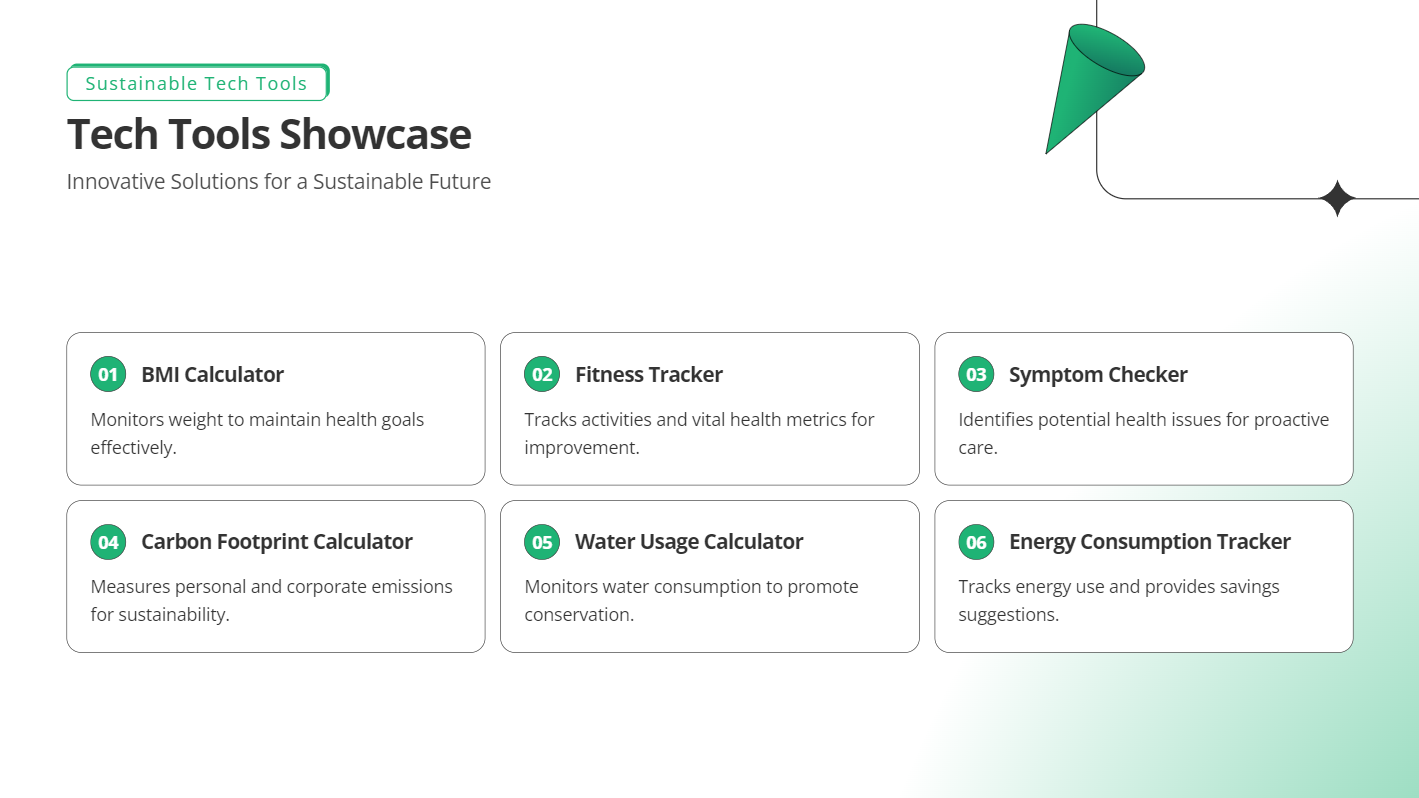 Sustainable Tech Tools
Tech Tools Showcase
Innovative Solutions for a Sustainable Future
01 BMI Calculator
Monitors weight to maintain health goals
effectively.
02 Fitness Tracker
Tracks activities and vital health metrics for
improvement.
03 Symptom Checker
Identifies potential health issues for proactive
care.
04 Carbon Footprint Calculator
Measures personal and corporate emissions
for sustainability.
05 Water Usage Calculator
Monitors water consumption to promote
conservation.
06 Energy Consumption Tracker
Tracks energy use and provides savings
suggestions.